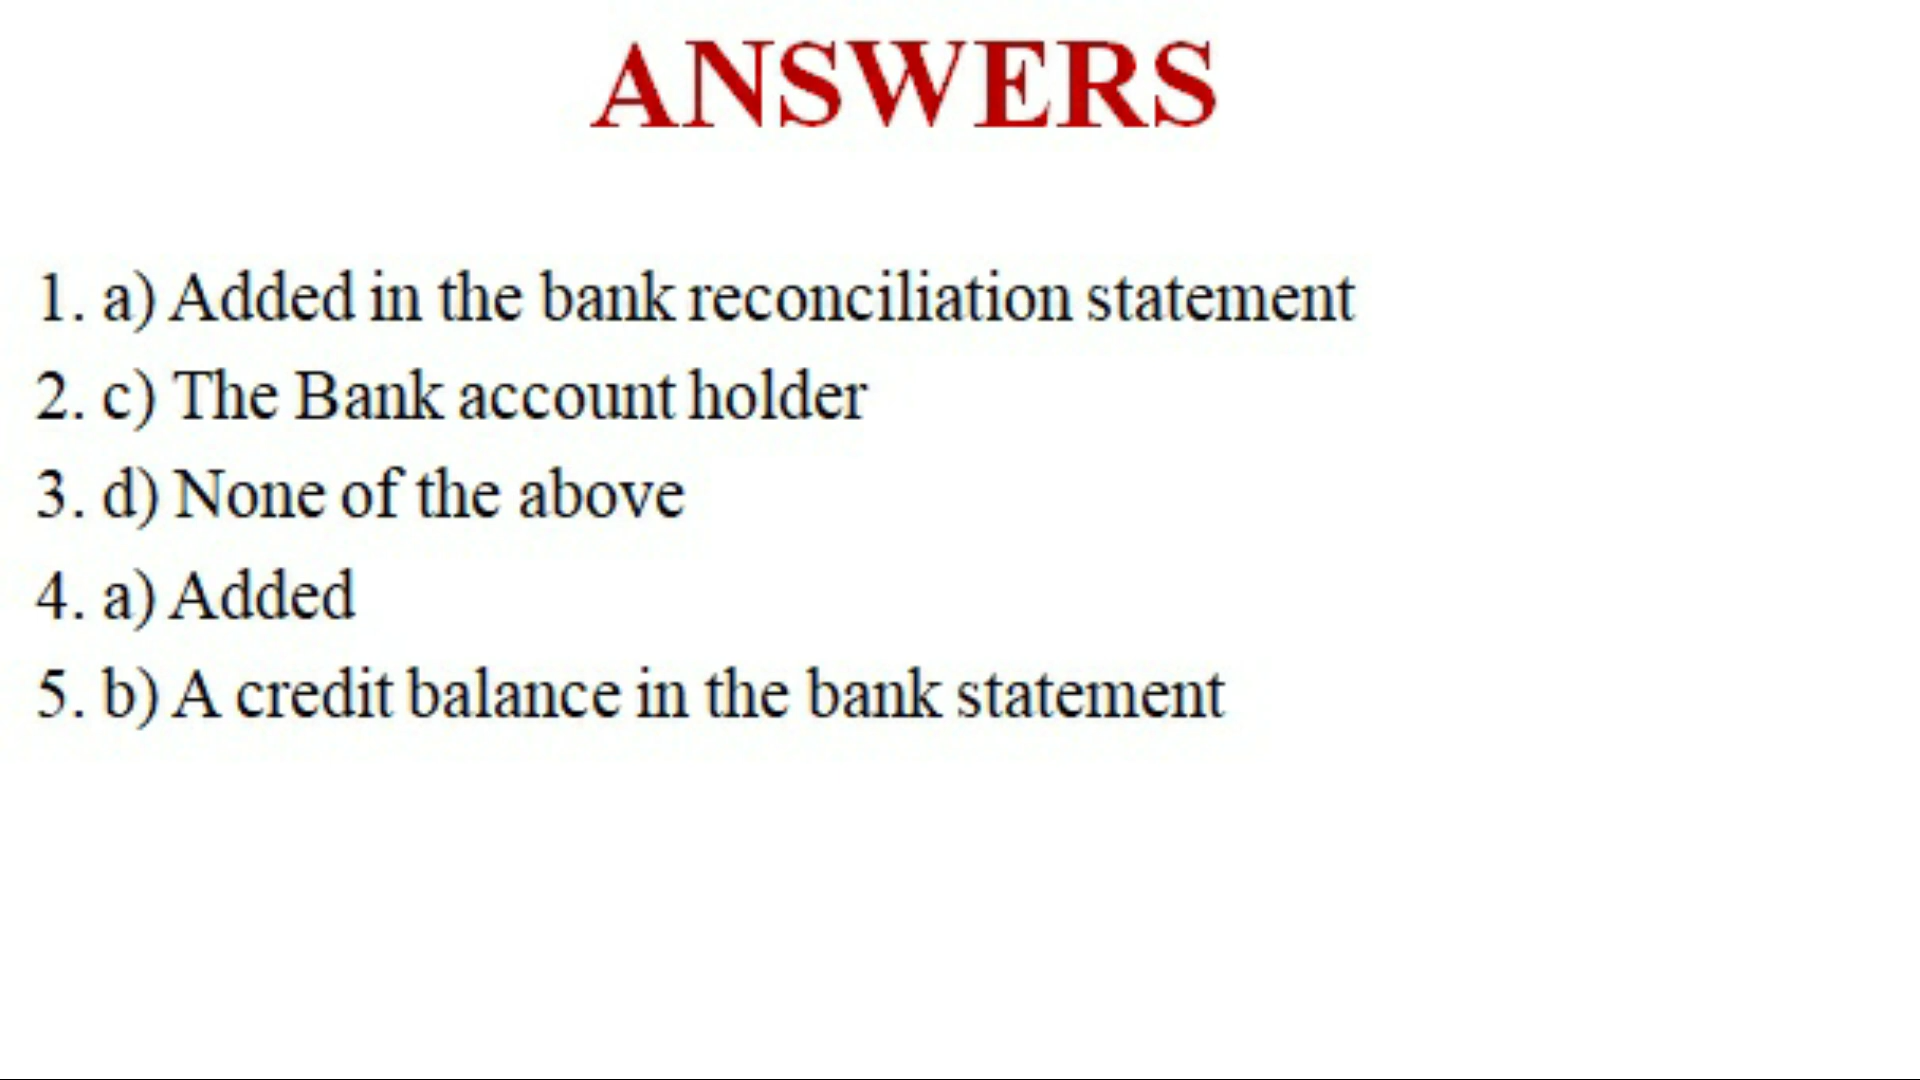 ANSWERS
1. a) Added in the bank reconciliation statement
2. c) The Bank account holder
3. d) None of the above
4. a) Added
5. b) A credit balance in the bank statement